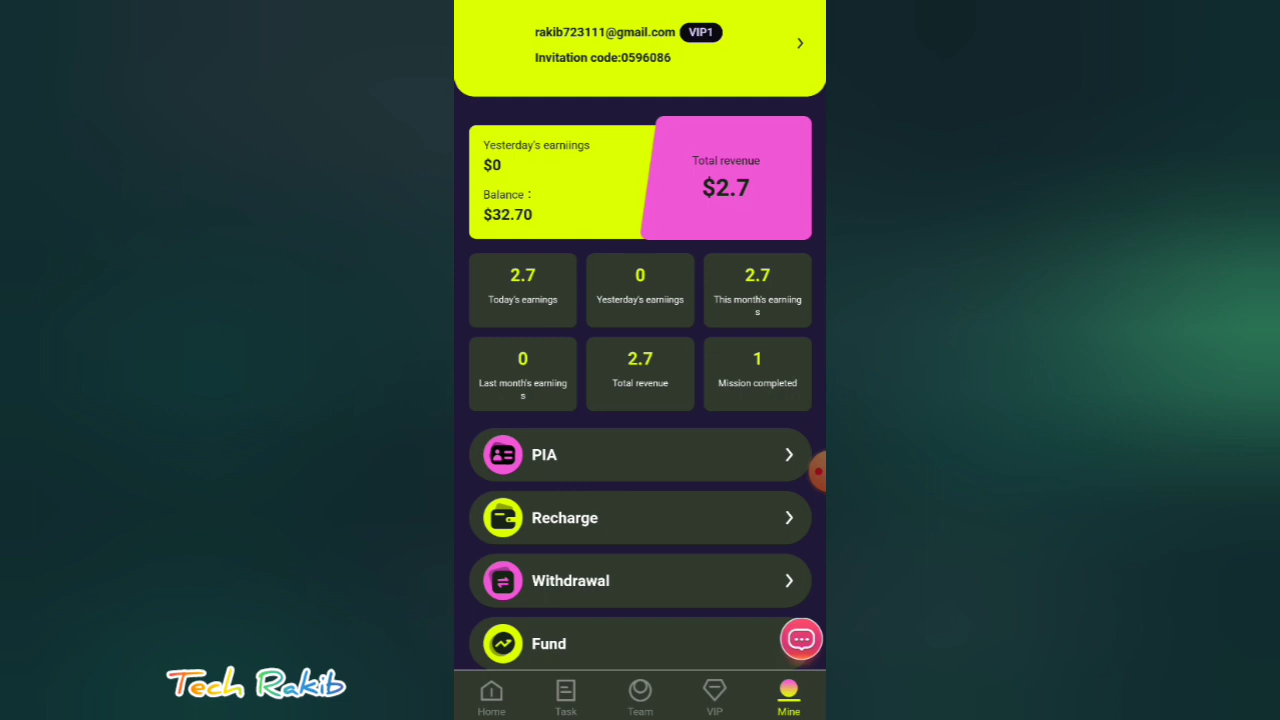 rakib723111@gmail.com VIP1
Invitation code:0596086
Yesterday's earniings
$0
Balance：
$32.70
Total revenue
$2.7
2.7
Today's earnings
0
Yesterday's earniings
2.7
This month's earniing
s
0
Last month's earniing
s
2.7
Total revenue
1
Mission completed
PIA
Recharge
Withdrawal
Fund
Home
Task
Team
VIP
Mine
Tech Rakib